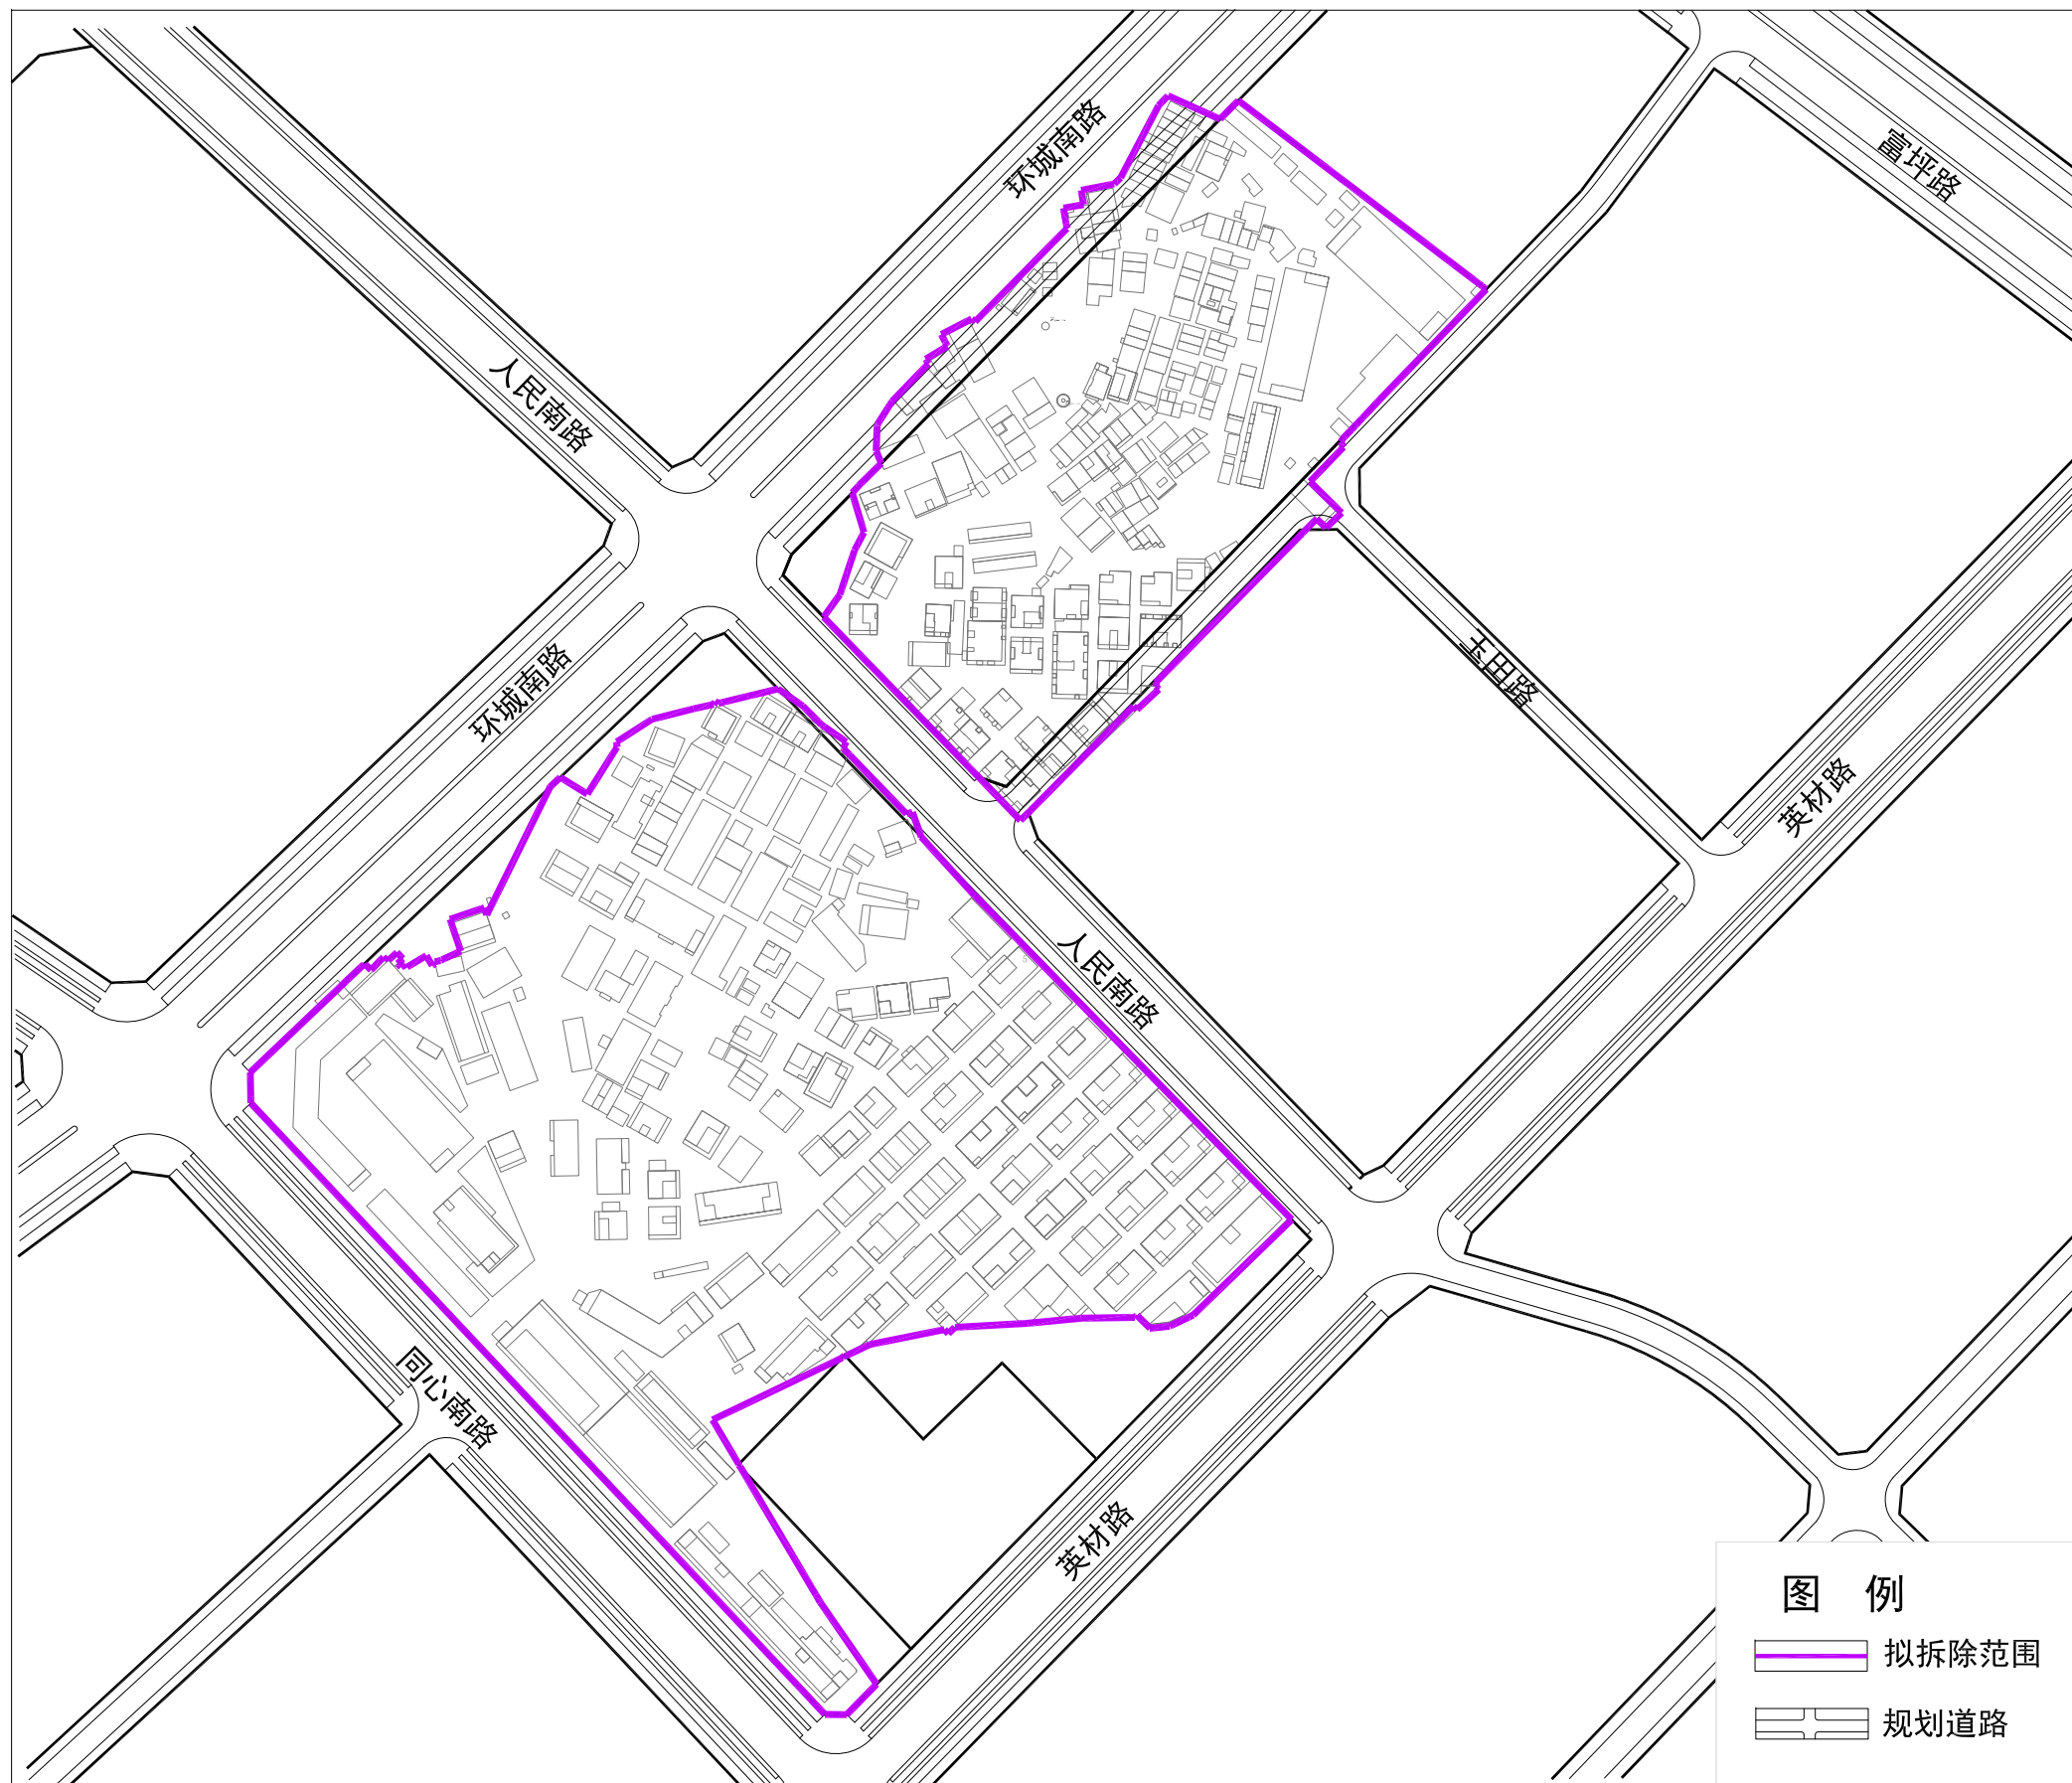 环城南路
富坪路
人民南路
环城南路
玉田路
英材路
人民南路
同心南路
英材路
图 例
拟拆除范围
规划道路